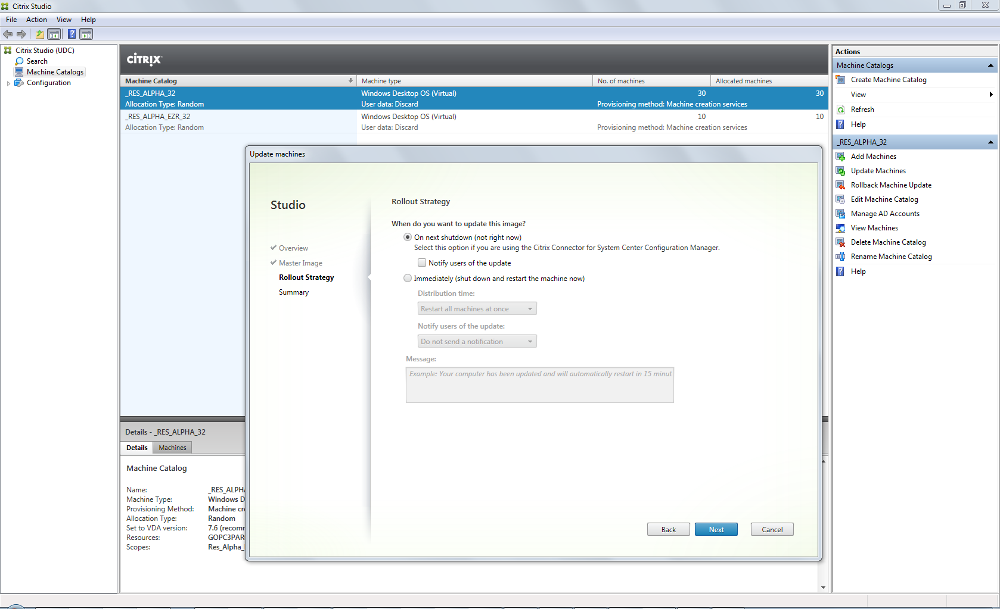 Citrix Studio
File Action View Help
Citrix Studio (UDC)
Search
Machine Catalogs
Configuration
CITRIX
Machine Catalog Machine type No. of machines Allocated machines
_RES_ALPHA_32 Windows Desktop OS (Virtual) 30 30
Allocation Type: Random User data: Discard Provisioning method: Machine creation services
_RES_ALPHA_EZR_32 Windows Desktop OS (Virtual) 10 10
Allocation Type: Random User data: Discard Provisioning method: Machine creation services
Update machines
Studio
Overview
Master Image
Rollout Strategy
Summary
Rollout Strategy
When do you want to update this image?
On next shutdown (not right now)
Select this option if you are using the Citrix Connector for System Center Configuration Manager.
Notify users of the update
Immediately (shut down and restart the machine now)
Distribution time:
Restart all machines at once
Notify users of the update:
Do not send a notification
Message:
Example: Your computer has been updated and will automatically restart in 15 minut
Back Next Cancel
Details - _RES_ALPHA_32
Details Machines
Machine Catalog
Name: _RES_ALPHA
Machine Type: Windows D
Provisioning Method: Machine cre
Allocation Type: Random
Set to VDA version: 7.6 (recomm
Resources: GOPC3PAR
Scopes: Res_Alpha_
Actions
Machine Catalogs
Create Machine Catalog
View
Refresh
Help
_RES_ALPHA_32
Add Machines
Update Machines
Rollback Machine Update
Edit Machine Catalog
Manage AD Accounts
View Machines
Delete Machine Catalog
Rename Machine Catalog
Help